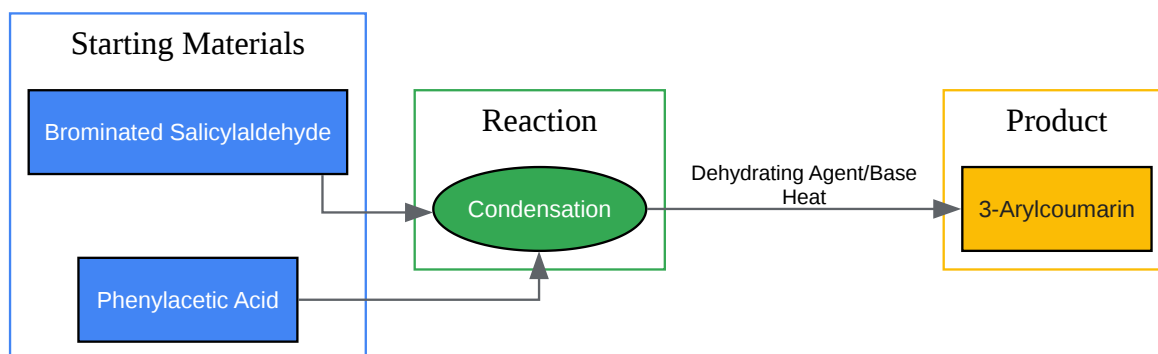 Starting Materials
Brominated Salicylaldehyde
Phenylacetic Acid
Reaction
Condensation
Dehydrating Agent/Base
Heat
Product
3-Arylcoumarin